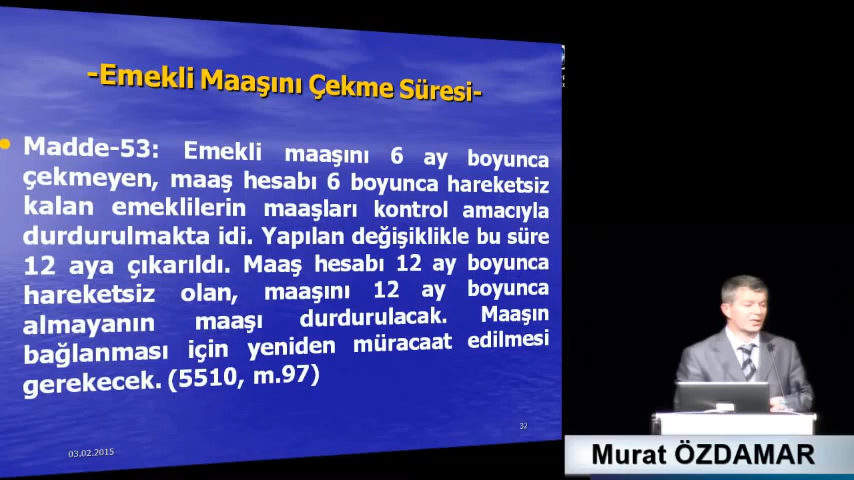 -Emekli Maaşını Çekme Süresi-
• Madde-53: Emekli maaşını 6 ay boyunca
çekmeyen, maaş hesabı 6 boyunca hareketsiz
kalan emeklilerin maaşları kontrol amacıyla
durdurulmakta idi. Yapılan değişiklikle bu süre
12 aya çıkarıldı. Maaş hesabı 12 ay boyunca
hareketsiz olan, maaşını 12 ay boyunca
almayanın maaşı durdurulacak. Maaşın
bağlanması için yeniden müracaat edilmesi
gerekecek. (5510, m.97)
32
03.02.2015
Murat ÖZDAMAR